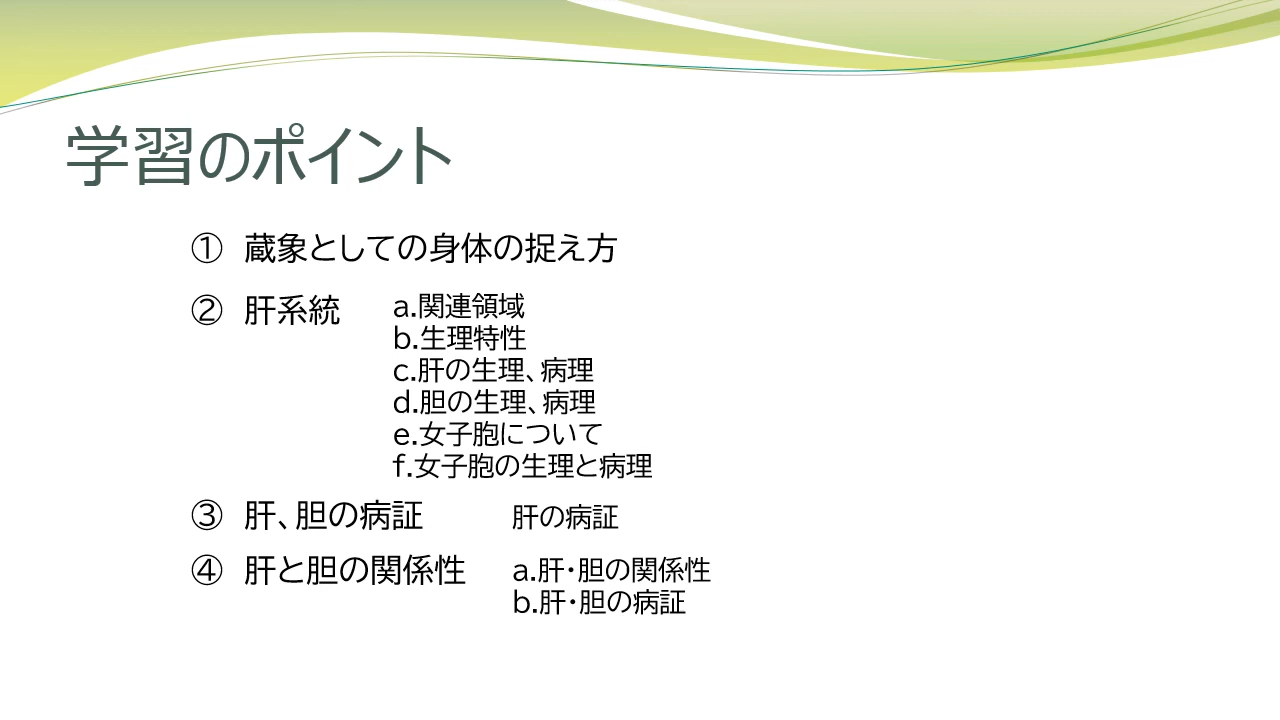 学習のポイント
① 蔵象としての身体の捉え方
② 肝系統
a.関連領域
b.生理特性
c.肝の生理、病理
d.胆の生理、病理
e.女子胞について
f.女子胞の生理と病理
③ 肝、胆の病証 肝の病証
④ 肝と胆の関係性 a.肝・胆の関係性
b.肝・胆の病証